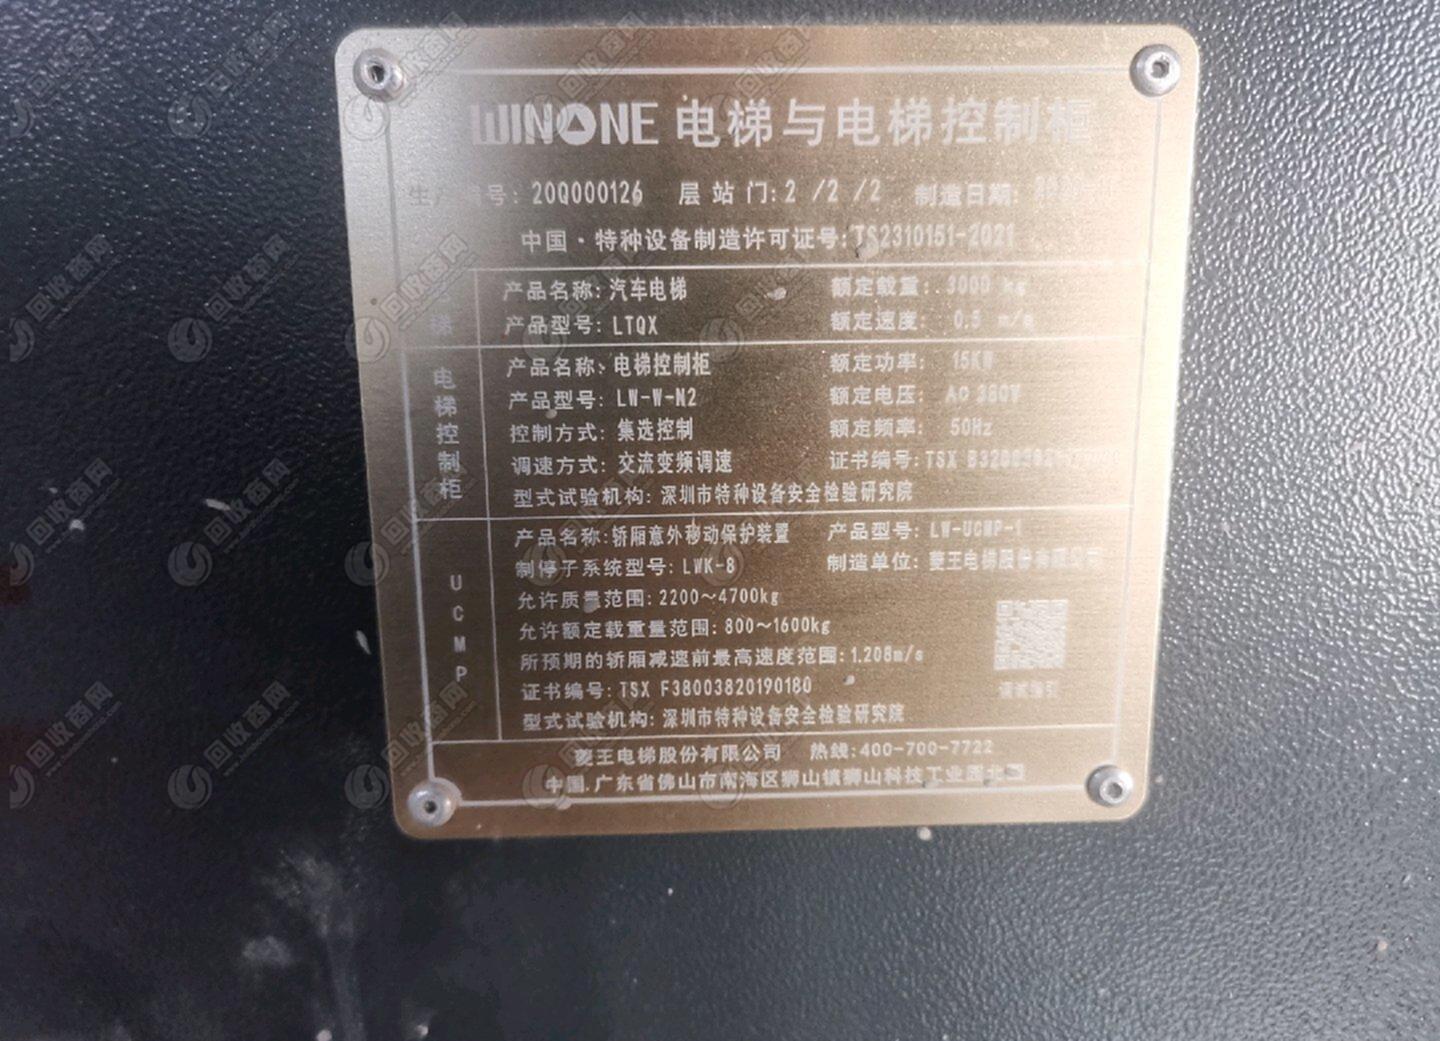 WINONE 电梯与电梯控制柜
生产编号: 20Q000126 层站门: 2 /2 /2 制造日期:
中国·特种设备制造许可证号: TS2310151-2021
产品名称: 汽车电梯 额定载重: 3000 kg
产品型号: LTQX 额定速度: 0.5 m/s
电梯控制柜
产品名称: 电梯控制柜 额定功率: 15KW
产品型号: LW-W-N2 额定电压: AC 380V
控制方式: 集选控制 额定频率: 50Hz
调速方式: 交流变频调速 证书编号: TSX
型式试验机构: 深圳市特种设备安全检验研究院
UCMP
产品名称: 轿厢意外移动保护装置 产品型号: LW-UCMP-1
制停子系统型号: LWK-8 制造单位: 菱王电梯股份有限公司
允许质量范围: 2200~4700kg
允许额定载重量范围: 800~1600kg
所预期的轿厢减速前最高速度范围: 1.208m/s
证书编号: TSX F38003820190180
型式试验机构: 深圳市特种设备安全检验研究院
菱王电梯股份有限公司 热线: 400-700-7722
中国.广东省佛山市南海区狮山镇狮山科技工业园北园
回收商网